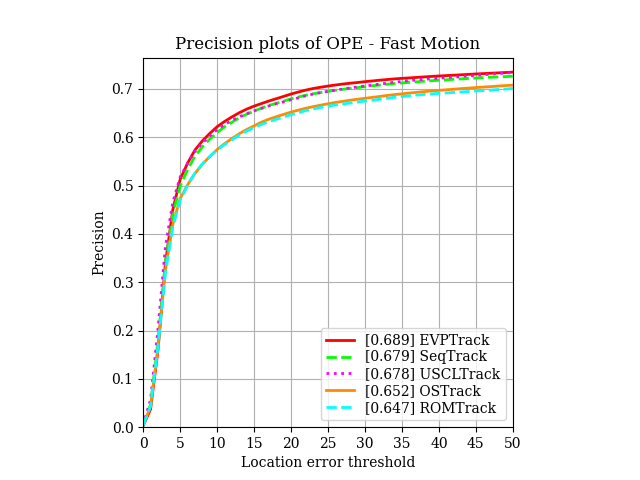 Precision plots of OPE - Fast Motion
Precision
0.7
0.6
0.5
0.4
0.3
0.2
0.1
0.0
[0.689] EVPTrack
[0.679] SeqTrack
[0.678] USCLTrack
[0.652] OSTrack
[0.647] ROMTrack
0 5 10 15 20 25 30 35 40 45 50
Location error threshold